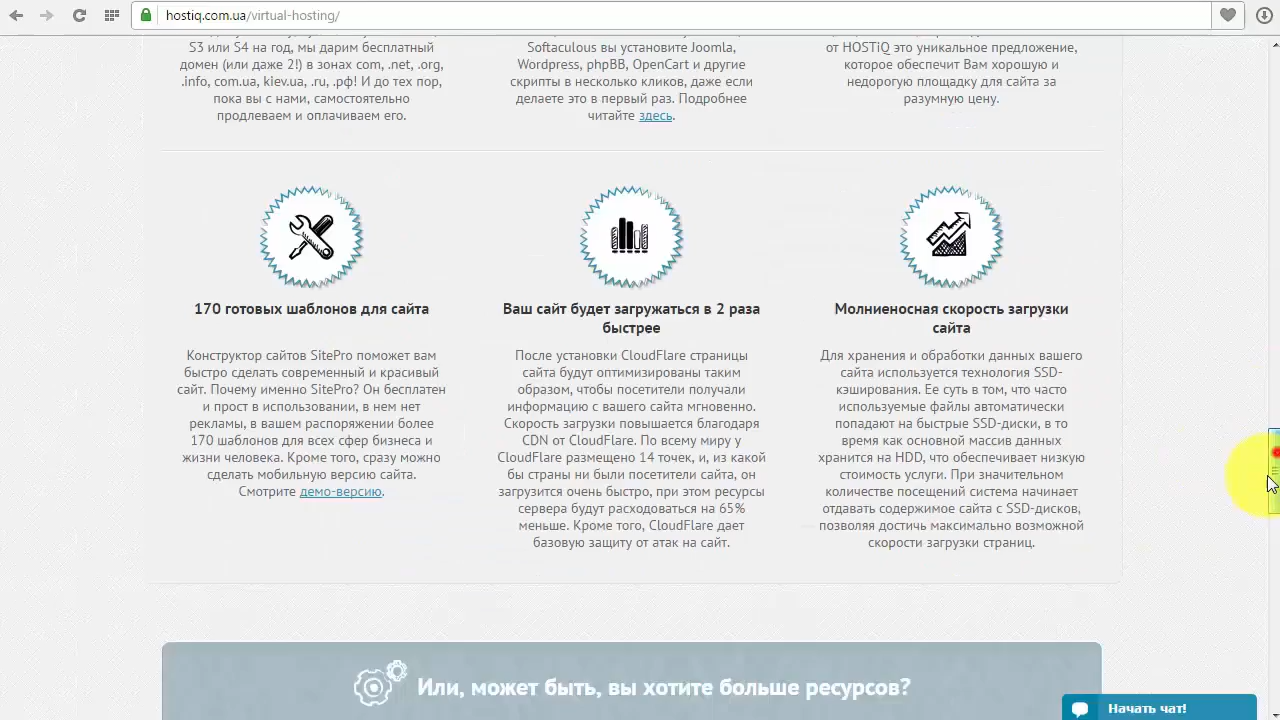 hostiq.com.ua/virtual-hosting/
S3 или S4 на год, мы дарим бесплатный
домен (или даже 2!) в зонах com, .net, .org,
.info, com.ua, kiev.ua, .ru, .рф! И до тех пор,
пока вы с нами, самостоятельно
продлеваем и оплачиваем его.
Softaculous вы установите Joomla,
Wordpress, phpBB, OpenCart и другие
скрипты в несколько кликов, даже если
делаете это в первый раз. Подробнее
читайте здесь.
от HOSTiQ это уникальное предложение,
которое обеспечит Вам хорошую и
недорогую площадку для сайта за
разумную цену.
170 готовых шаблонов для сайта
Конструктор сайтов SitePro поможет вам
быстро сделать современный и красивый
сайт. Почему именно SitePro? Он бесплатен
и прост в использовании, в нем нет
рекламы, в вашем распоряжении более
170 шаблонов для всех сфер бизнеса и
жизни человека. Кроме того, сразу можно
сделать мобильную версию сайта.
Смотрите демо-версию.
Ваш сайт будет загружаться в 2 раза
быстрее
После установки CloudFlare страницы
сайта будут оптимизированы таким
образом, чтобы посетители получали
информацию с вашего сайта мгновенно.
Скорость загрузки повышается благодаря
CDN от CloudFlare. По всему миру у
CloudFlare размещено 14 точек, и, из какой
бы страны ни были посетители сайта, он
загрузится очень быстро, при этом ресурсы
сервера будут расходоваться на 65%
меньше. Кроме того, CloudFlare дает
базовую защиту от атак на сайт.
Молниеносная скорость загрузки
сайта
Для хранения и обработки данных вашего
сайта используется технология SSD-
кэширования. Ее суть в том, что часто
используемые файлы автоматически
попадают на быстрые SSD-диски, в то
время как основной массив данных
хранится на HDD, что обеспечивает низкую
стоимость услуги. При значительном
количестве посещений система начинает
отдавать содержимое сайта с SSD-дисков,
позволяя достичь максимально возможной
скорости загрузки страниц.
Или, может быть, вы хотите больше ресурсов?
Начать чат!